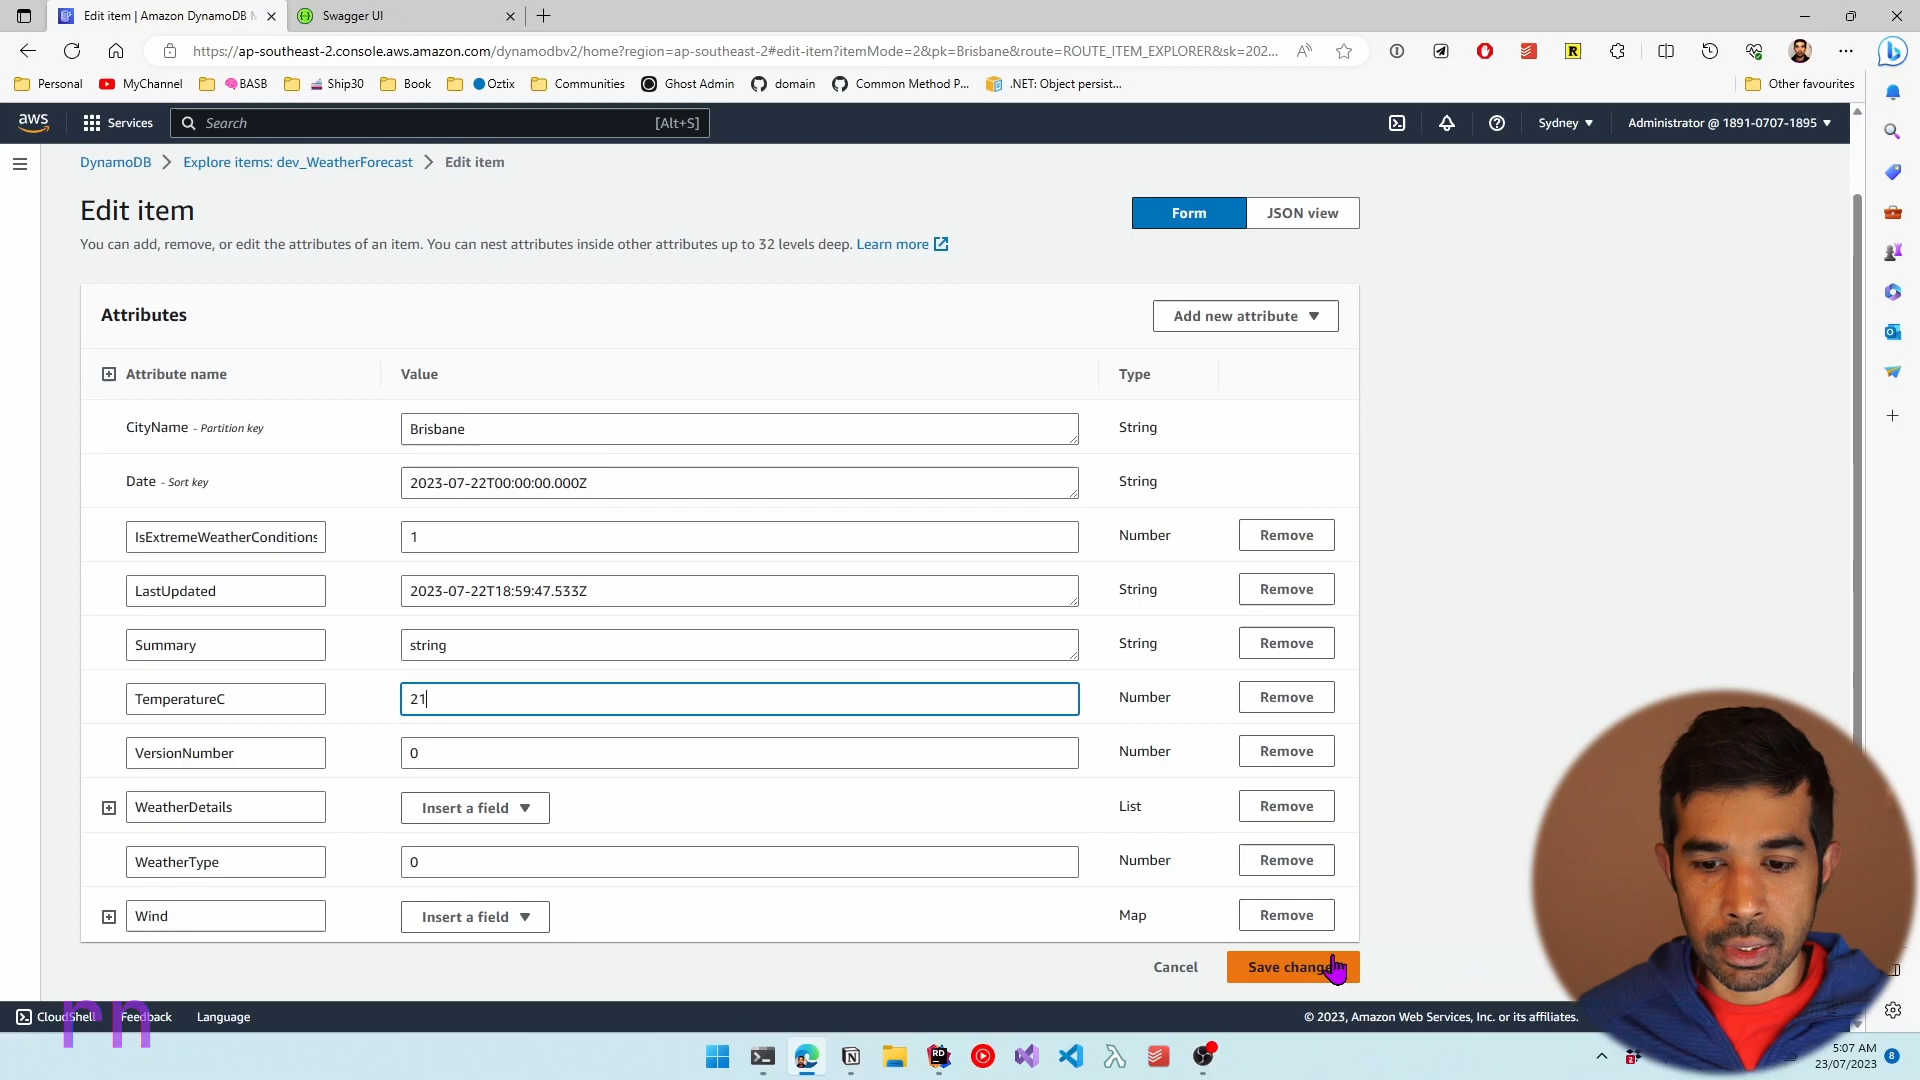 Edit item | Amazon DynamoDB M
Swagger UI
https://ap-southeast-2.console.aws.amazon.com/dynamodbv2/home?region=ap-southeast-2#edit-item?itemMode=2&pk=Brisbane&route=ROUTE_ITEM_EXPLORER&sk=202...
Personal
MyChannel
BASB
Ship30
Book
Oztix
Communities
Ghost Admin
domain
Common Method P...
.NET: Object persist...
Other favourites
aws
Services
Search
[Alt+S]
Sydney
Administrator @ 1891-0707-1895
DynamoDB
Explore items: dev_WeatherForecast
Edit item
Edit item
Form
JSON view
You can add, remove, or edit the attributes of an item. You can nest attributes inside other attributes up to 32 levels deep. Learn more
Attributes
Add new attribute
Attribute name
Value
Type
CityName - Partition key
Brisbane
String
Date - Sort key
2023-07-22T00:00:00.000Z
String
IsExtremeWeatherConditions
1
Number
Remove
LastUpdated
2023-07-22T18:59:47.533Z
String
Remove
Summary
string
String
Remove
TemperatureC
21
Number
Remove
VersionNumber
0
Number
Remove
WeatherDetails
Insert a field
List
Remove
WeatherType
0
Number
Remove
Wind
Insert a field
Map
Remove
Cancel
Save change
rn
CloudShell
Feedback
Language
© 2023, Amazon Web Services, Inc. or its affiliates.
RD
5:07 AM
23/07/2023
8